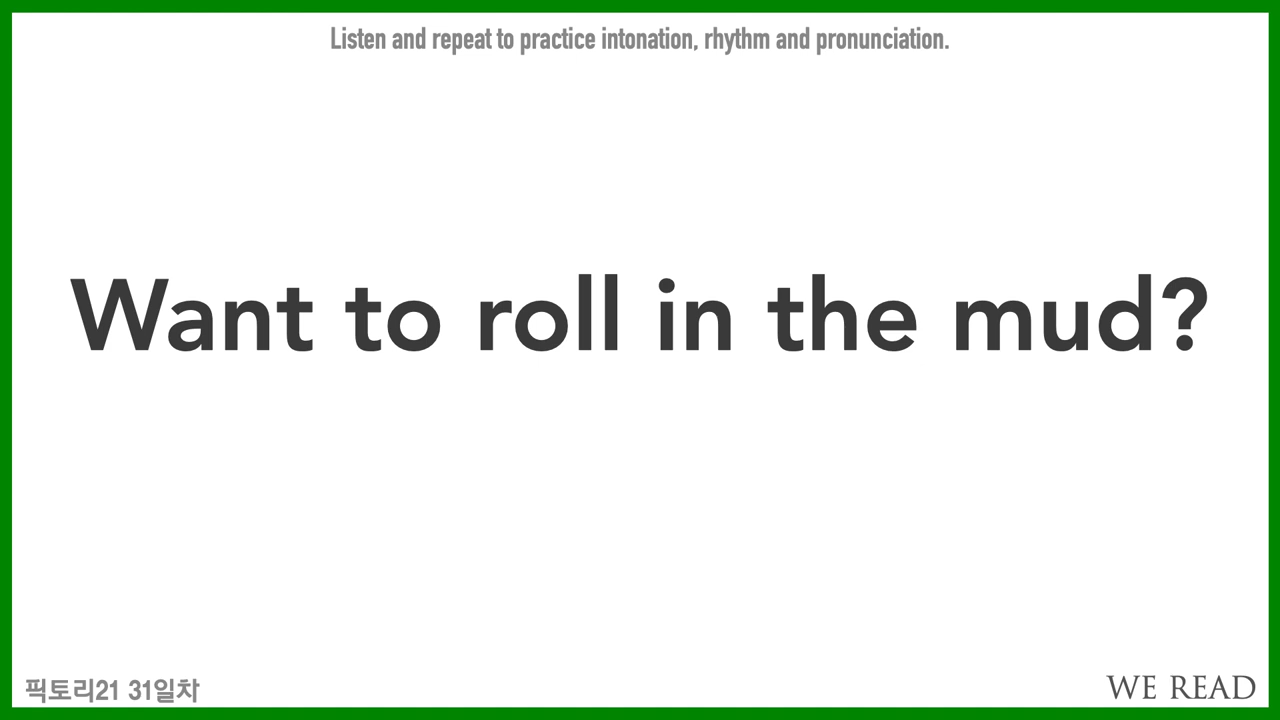 Listen and repeat to practice intonation, rhythm and pronunciation.
Want to roll in the mud?
픽토리21 31일차
WE READ